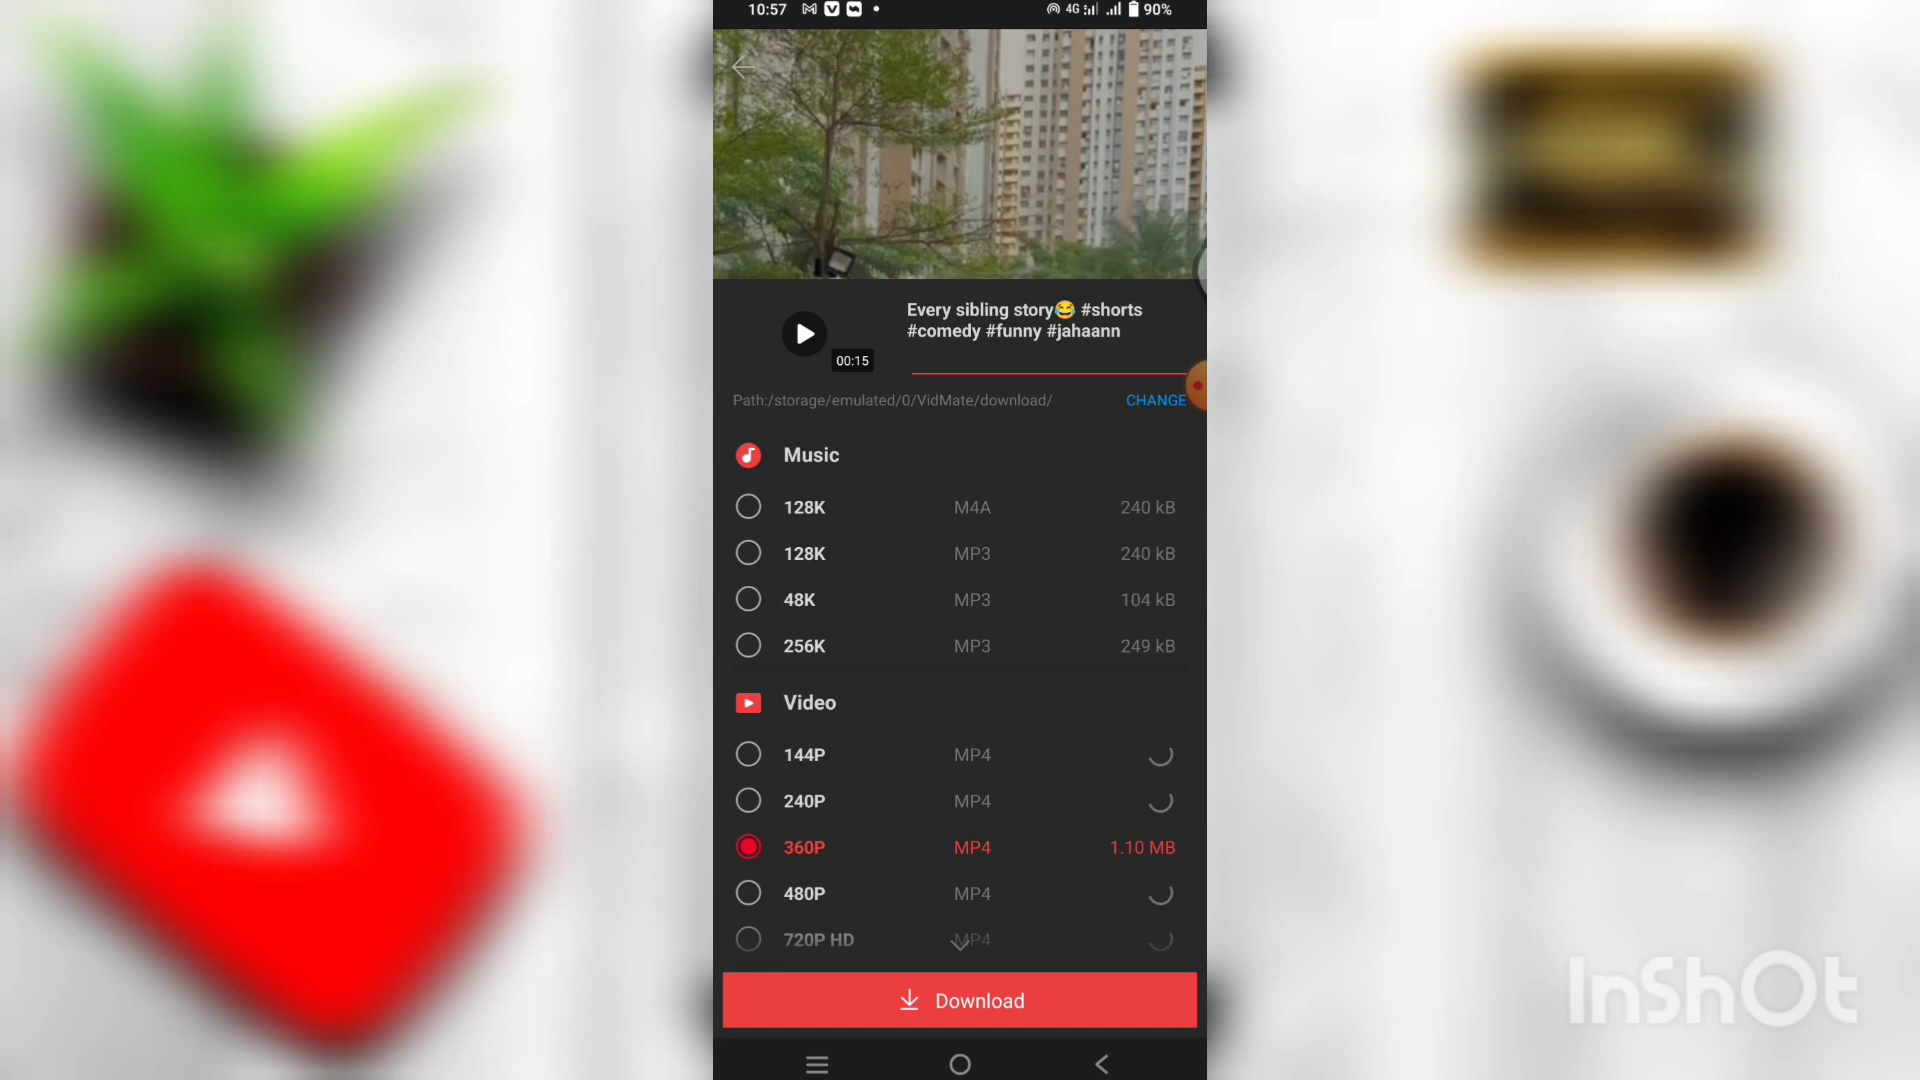 10:57 4G 90%
Every sibling story😂 #shorts
#comedy #funny #jahaann
00:15
Path:/storage/emulated/0/VidMate/download/ CHANGE
Music
128K M4A 240 kB
128K MP3 240 kB
48K MP3 104 kB
256K MP3 249 kB
Video
144P MP4
240P MP4
360P MP4 1.10 MB
480P MP4
720P HD MP4
Download
InShOt